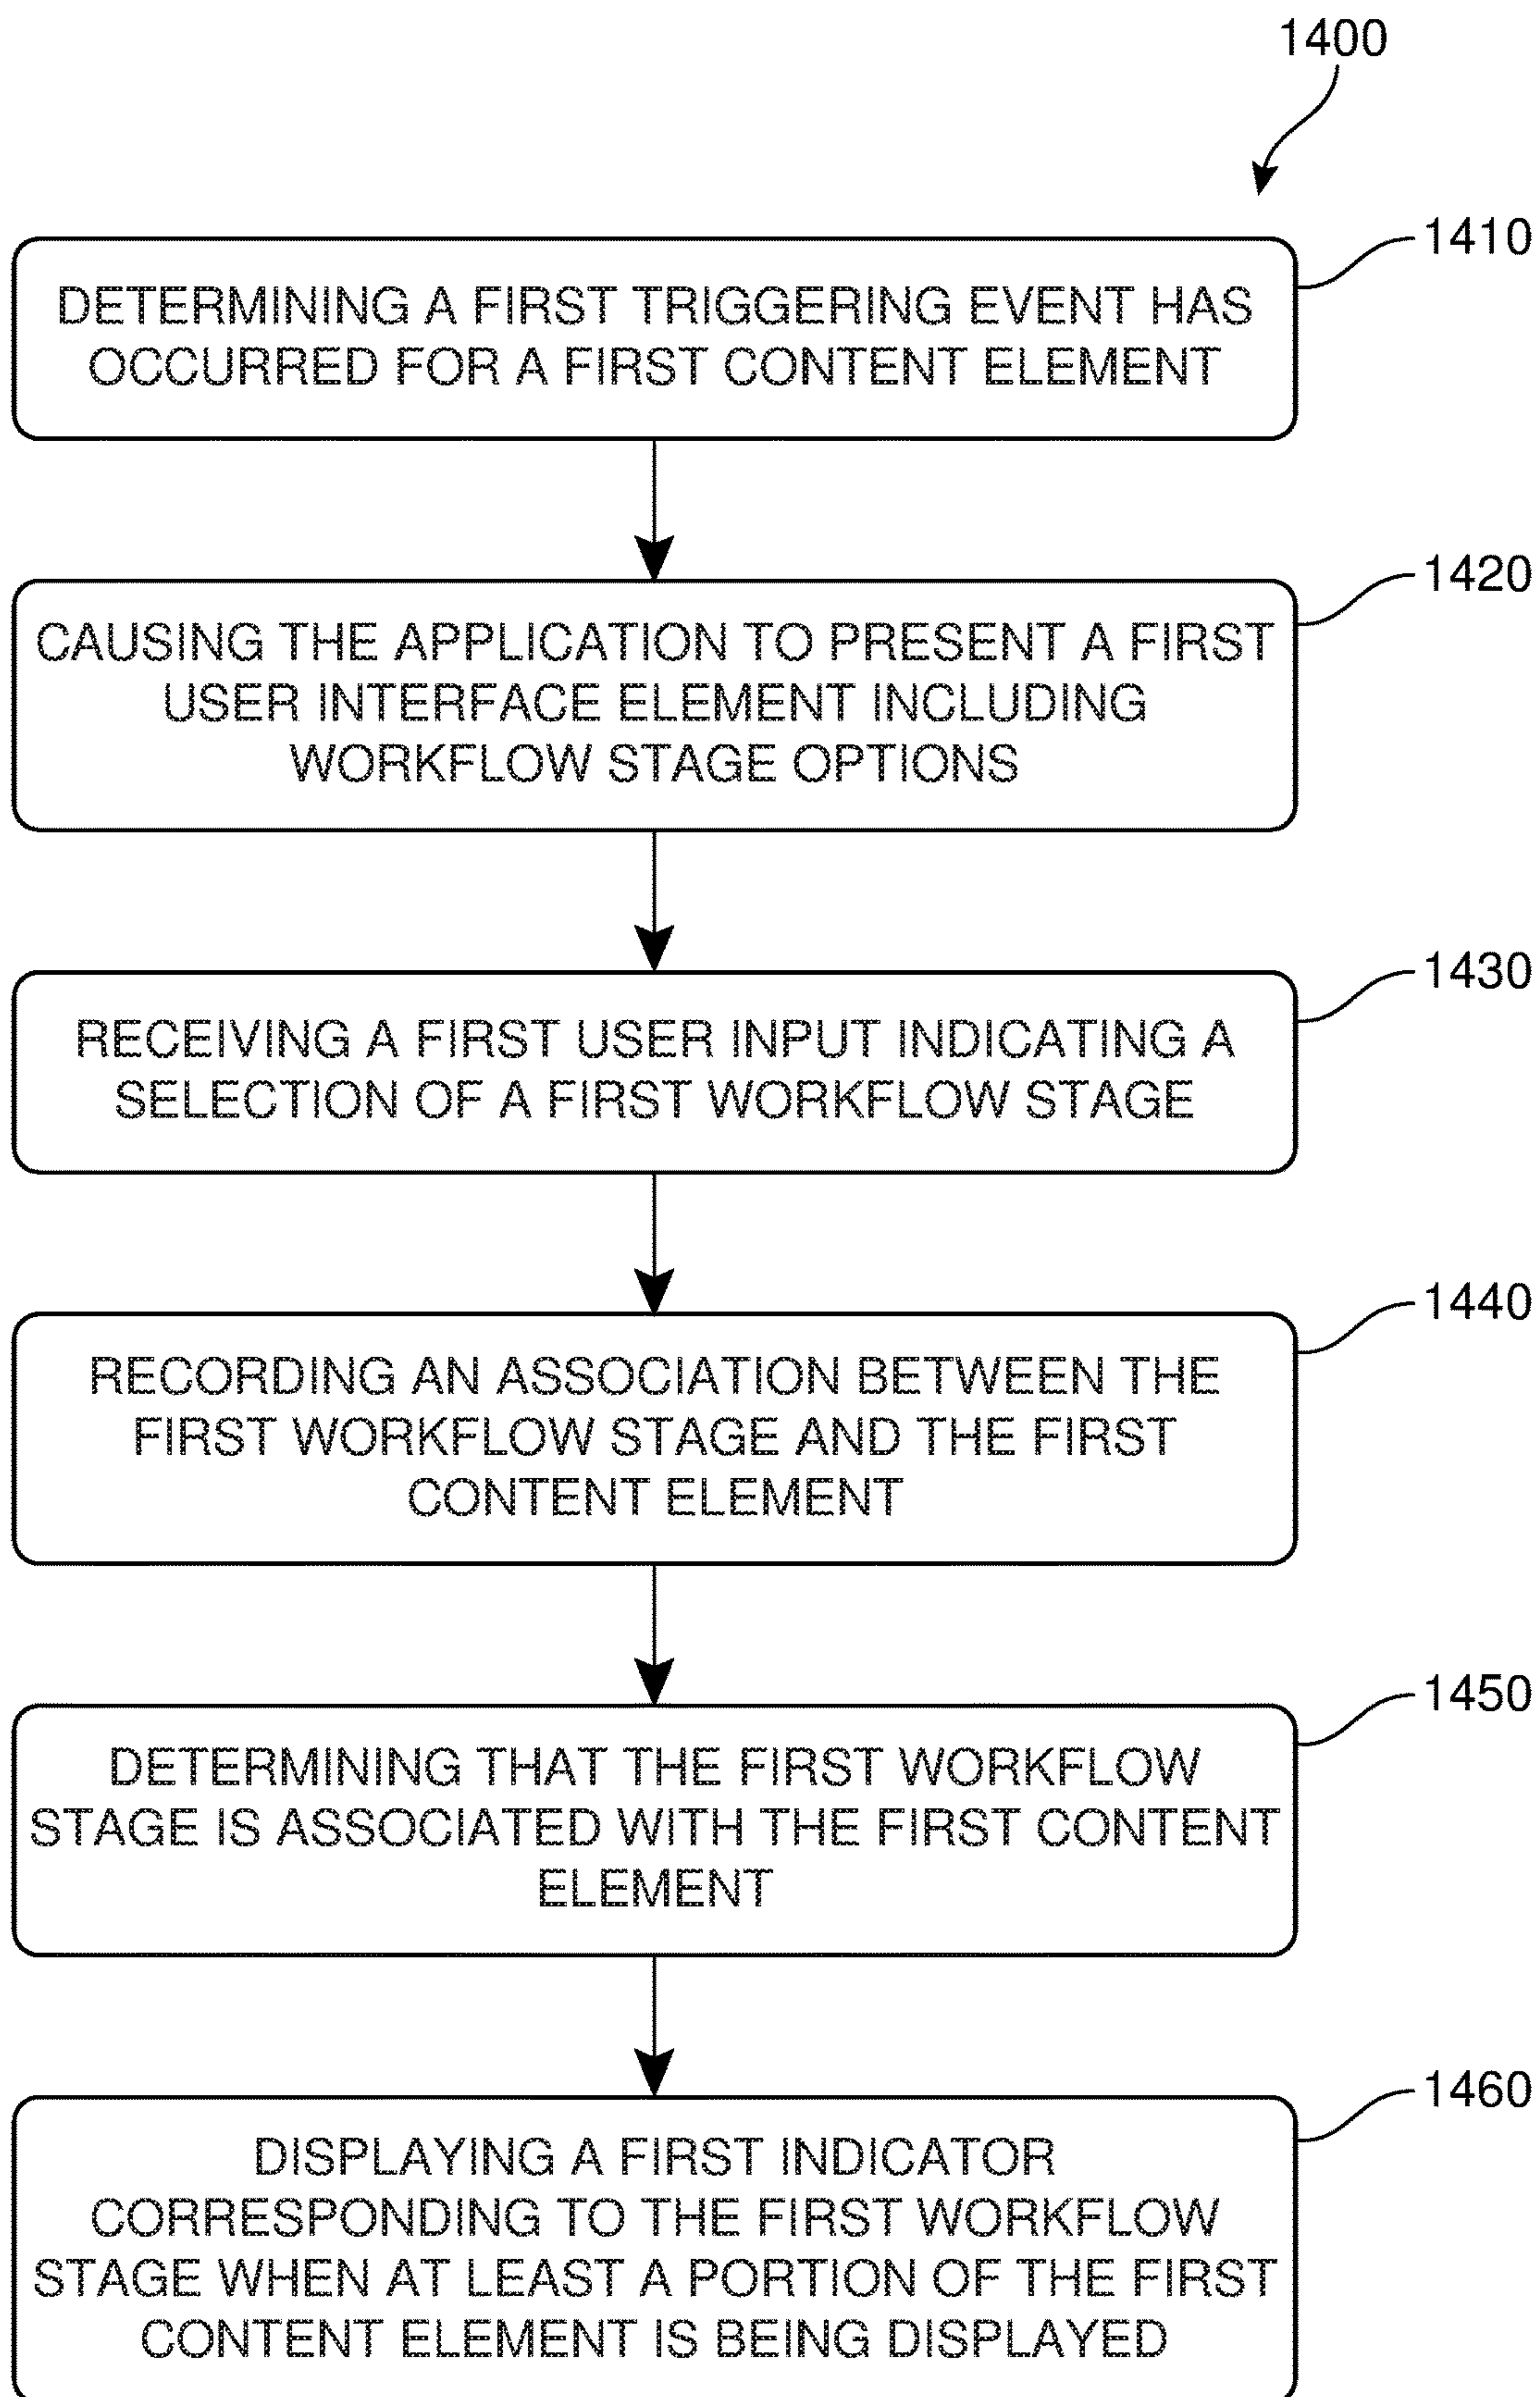 1400
1410
DETERMINING A FIRST TRIGGERING EVENT HAS
OCCURRED FOR A FIRST CONTENT ELEMENT
1420
CAUSING THE APPLICATION TO PRESENT A FIRST
USER INTERFACE ELEMENT INCLUDING
WORKFLOW STAGE OPTIONS
1430
RECEIVING A FIRST USER INPUT INDICATING A
SELECTION OF A FIRST WORKFLOW STAGE
1440
RECORDING AN ASSOCIATION BETWEEN THE
FIRST WORKFLOW STAGE AND THE FIRST
CONTENT ELEMENT
1450
DETERMINING THAT THE FIRST WORKFLOW
STAGE IS ASSOCIATED WITH THE FIRST CONTENT
ELEMENT
1460
DISPLAYING A FIRST INDICATOR
CORRESPONDING TO THE FIRST WORKFLOW
STAGE WHEN AT LEAST A PORTION OF THE FIRST
CONTENT ELEMENT IS BEING DISPLAYED